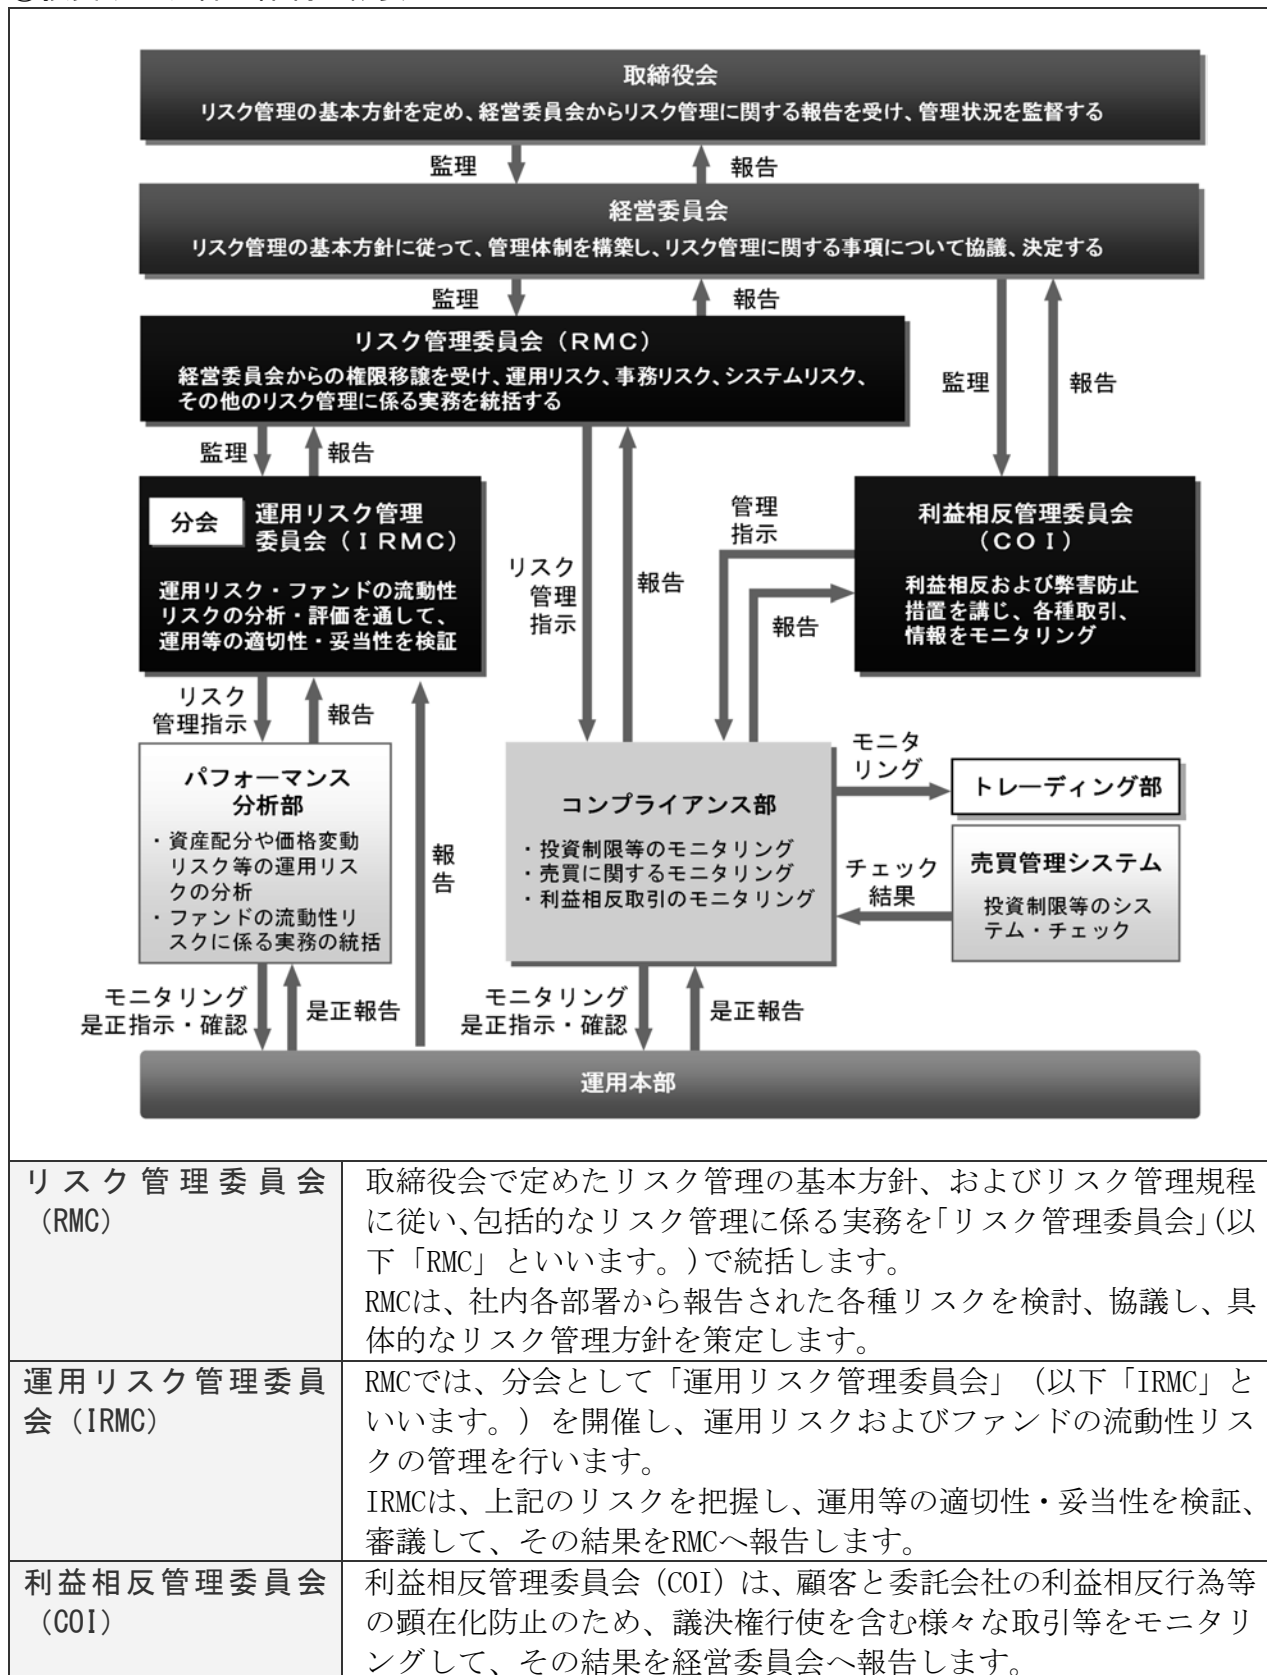 取締役会
リスク管理の基本方針を定め、経営委員会からリスク管理に関する報告を受け、管理状況を監督する
監理
報告
経営委員会
リスク管理の基本方針に従って、管理体制を構築し、リスク管理に関する事項について協議、決定する
監理
報告
リスク管理委員会（ＲＭＣ）
経営委員会からの権限移譲を受け、運用リスク、事務リスク、システムリスク、
その他のリスク管理に係る実務を統括する
監理
報告
監理
報告
分会
運用リスク管理
委員会（ＩＲＭＣ）
運用リスク・ファンドの流動性
リスクの分析・評価を通して、
運用等の適切性・妥当性を検証
リスク
管理
指示
報告
管理
指示
報告
利益相反管理委員会
（ＣＯＩ）
利益相反および弊害防止
措置を講じ、各種取引、
情報をモニタリング
リスク
管理指示
報告
パフォーマンス
分析部
・資産配分や価格変動
リスク等の運用リス
クの分析
・ファンドの流動性リ
スクに係る実務の統括
報
告
コンプライアンス部
・投資制限等のモニタリング
・売買に関するモニタリング
・利益相反取引のモニタリング
モニタ
リング
トレーディング部
チェック
結果
売買管理システム
投資制限等のシス
テム・チェック
モニタリング
是正指示・確認
是正報告
モニタリング
是正指示・確認
是正報告
運用本部
リスク管理委員会
（RMC）
取締役会で定めたリスク管理の基本方針、およびリスク管理規程
に従い、包括的なリスク管理に係る実務を「リスク管理委員会」（以
下「RMC」といいます。）で統括します。
RMCは、社内各部署から報告された各種リスクを検討、協議し、具
体的なリスク管理方針を策定します。
運用リスク管理委員
会（IRMC）
RMCでは、分会として「運用リスク管理委員会」（以下「IRMC」と
いいます。）を開催し、運用リスクおよびファンドの流動性リス
クの管理を行います。
IRMCは、上記のリスクを把握し、運用等の適切性・妥当性を検証、
審議して、その結果をRMCへ報告します。
利益相反管理委員会
（COI）
利益相反管理委員会（COI）は、顧客と委託会社の利益相反行為等
の顕在化防止のため、議決権行使を含む様々な取引等をモニタリ
ングして、その結果を経営委員会へ報告します。